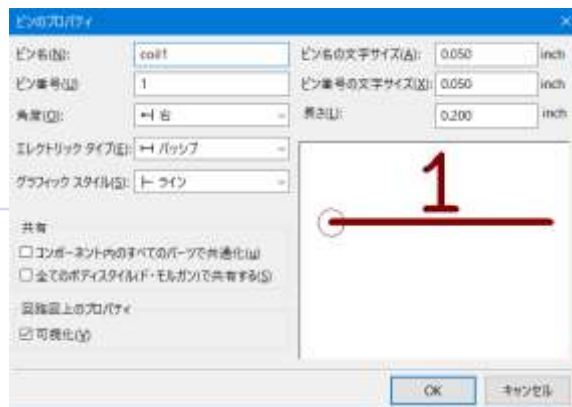 ピンのプロパティ
ピン名(N): coil1 ピン名の文字サイズ(A): 0.050 inch
ピン番号(U) 1 ピン番号の文字サイズ(X): 0.050 inch
角度(O): 右 長さ(L): 0.200 inch
エレクトリック タイプ(E): パッシブ
グラフィック スタイル(S): ライン
1
共有
コンポーネント内のすべてのパーツで共通化(u)
全てのボディスタイル(ド・モルガン)で共有する(S)
回路図上のプロパティ
可視化(V)
OK キャンセル